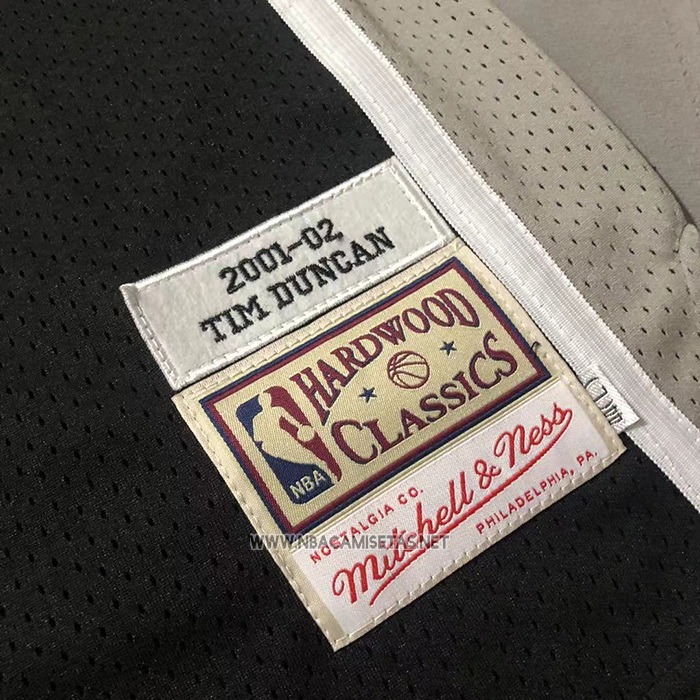 2001-02
TIM DUNCAN
HARDWOOD
CLASSICS
NBA
NOSTALGIA CO.
Mitchell & Ness
PHILADELPHIA, PA.
WWW.NBACAMISETAS.NET